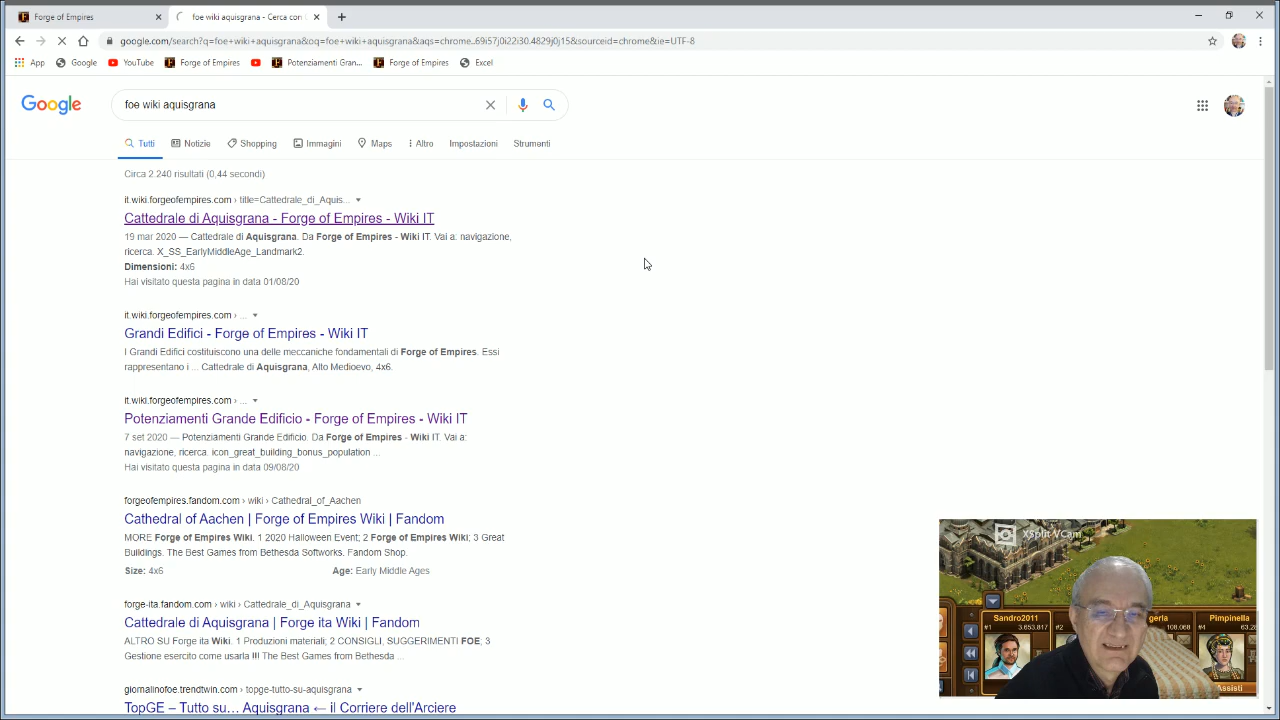 Forge of Empires
foe wiki aquisgrana - Cerca con
google.com/search?q=foe+wiki+aquisgrana&oq=foe+wiki+aquisgrana&aqs=chrome..69i57j0i22i30.4829j0j15&sourceid=chrome&ie=UTF-8
App Google YouTube Forge of Empires Potenziamenti Gran... Forge of Empires Excel
Google
foe wiki aquisgrana
Tutti Notizie Shopping Immagini Maps Altro Impostazioni Strumenti
Circa 2.240 risultati (0,44 secondi)
it.wiki.forgeofempires.com › title=Cattedrale_di_Aquis...
Cattedrale di Aquisgrana - Forge of Empires - Wiki IT
19 mar 2020 — Cattedrale di Aquisgrana. Da Forge of Empires - Wiki IT. Vai a: navigazione,
ricerca. X_SS_EarlyMiddleAge_Landmark2.
Dimensioni: 4x6
Hai visitato questa pagina in data 01/08/20
it.wiki.forgeofempires.com › ...
Grandi Edifici - Forge of Empires - Wiki IT
I Grandi Edifici costituiscono una delle meccaniche fondamentali di Forge of Empires. Essi
rappresentano i ... Cattedrale di Aquisgrana, Alto Medioevo, 4x6.
it.wiki.forgeofempires.com › ...
Potenziamenti Grande Edificio - Forge of Empires - Wiki IT
7 set 2020 — Potenziamenti Grande Edificio. Da Forge of Empires - Wiki IT. Vai a:
navigazione, ricerca. icon_great_building_bonus_population ...
Hai visitato questa pagina in data 09/08/20
forgeofempires.fandom.com › wiki › Cathedral_of_Aachen
Cathedral of Aachen | Forge of Empires Wiki | Fandom
MORE Forge of Empires Wiki. 1 2020 Halloween Event; 2 Forge of Empires Wiki; 3 Great
Buildings. The Best Games from Bethesda Softworks. Fandom Shop.
Size: 4x6 Age: Early Middle Ages
forge-ita.fandom.com › wiki › Cattedrale_di_Aquisgrana
Cattedrale di Aquisgrana | Forge ita Wiki | Fandom
ALTRO SU Forge ita Wiki. 1 Produzioni materiali; 2 CONSIGLI, SUGGERIMENTI FOE; 3
Gestione esercito come usarla !!! The Best Games from Bethesda ...
giornalinofoe.trendtwin.com › topge-tutto-su-aquisgrana
TopGE – Tutto su… Aquisgrana ← il Corriere dell'Arciere
XSplit VCam
Sandro2011 gerla Pimpinella
#1 3.653.817 #2 108.068 #4 63,28
Assisti